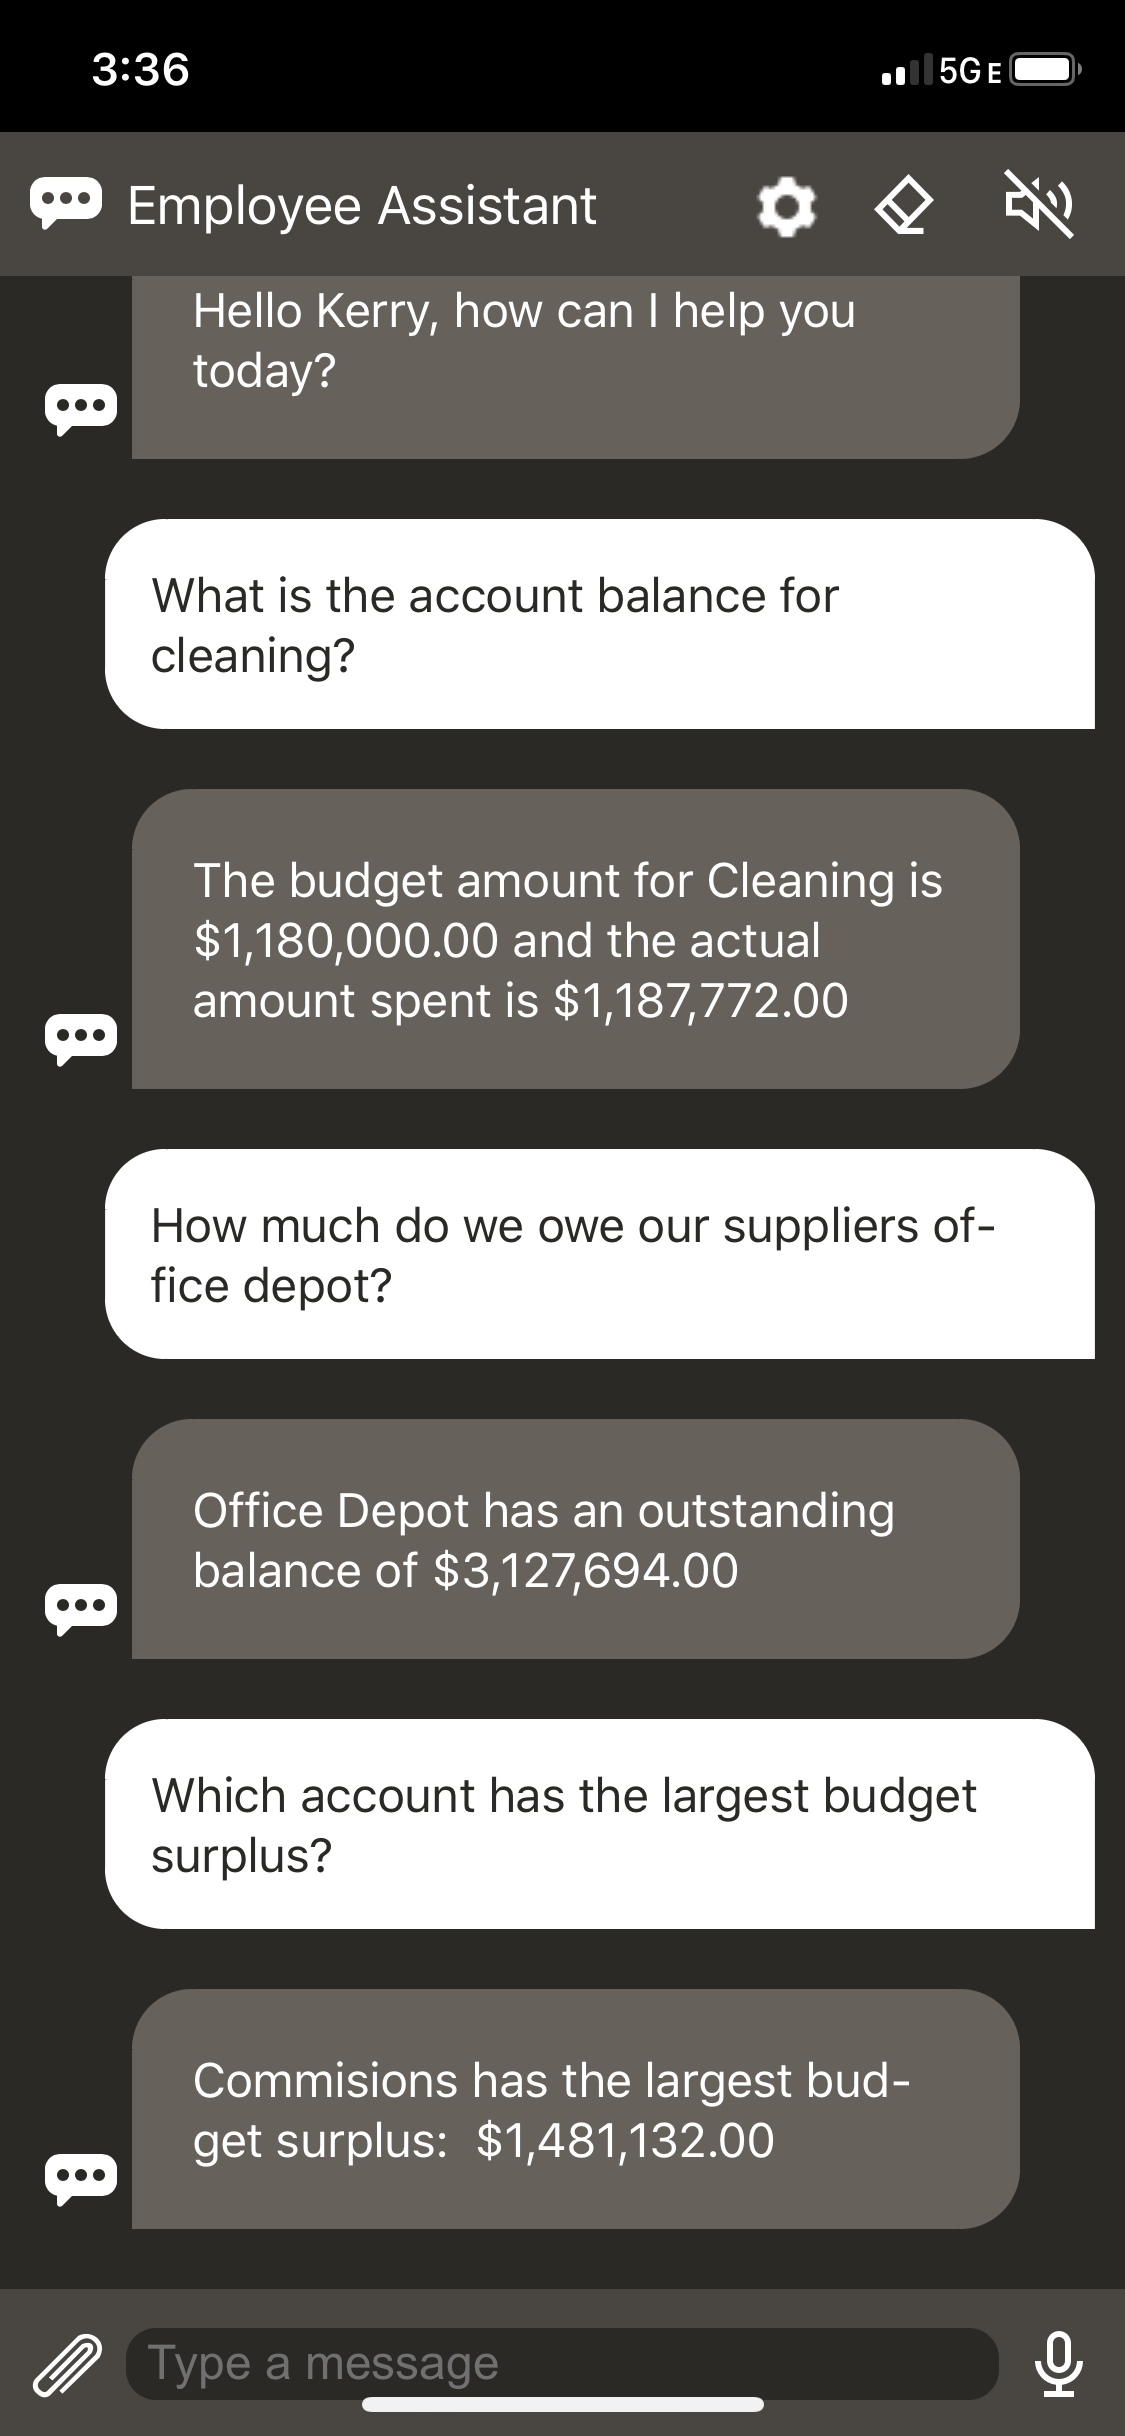 3:36
5G E
Employee Assistant
Hello Kerry, how can I help you
today?
What is the account balance for
cleaning?
The budget amount for Cleaning is
$1,180,000.00 and the actual
amount spent is $1,187,772.00
How much do we owe our suppliers of-
fice depot?
Office Depot has an outstanding
balance of $3,127,694.00
Which account has the largest budget
surplus?
Commisions has the largest bud-
get surplus:  $1,481,132.00
Type a message